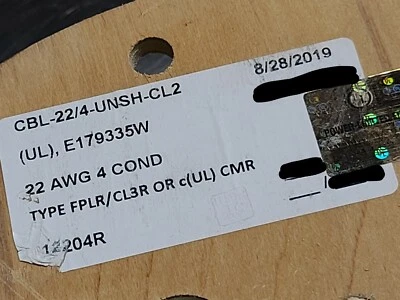 CBL-22/4-UNSH-CL2
8/28/2019
(UL), E179335W
22 AWG 4 COND
TYPE FPLR/CL3R OR c(UL) CMR
12204R